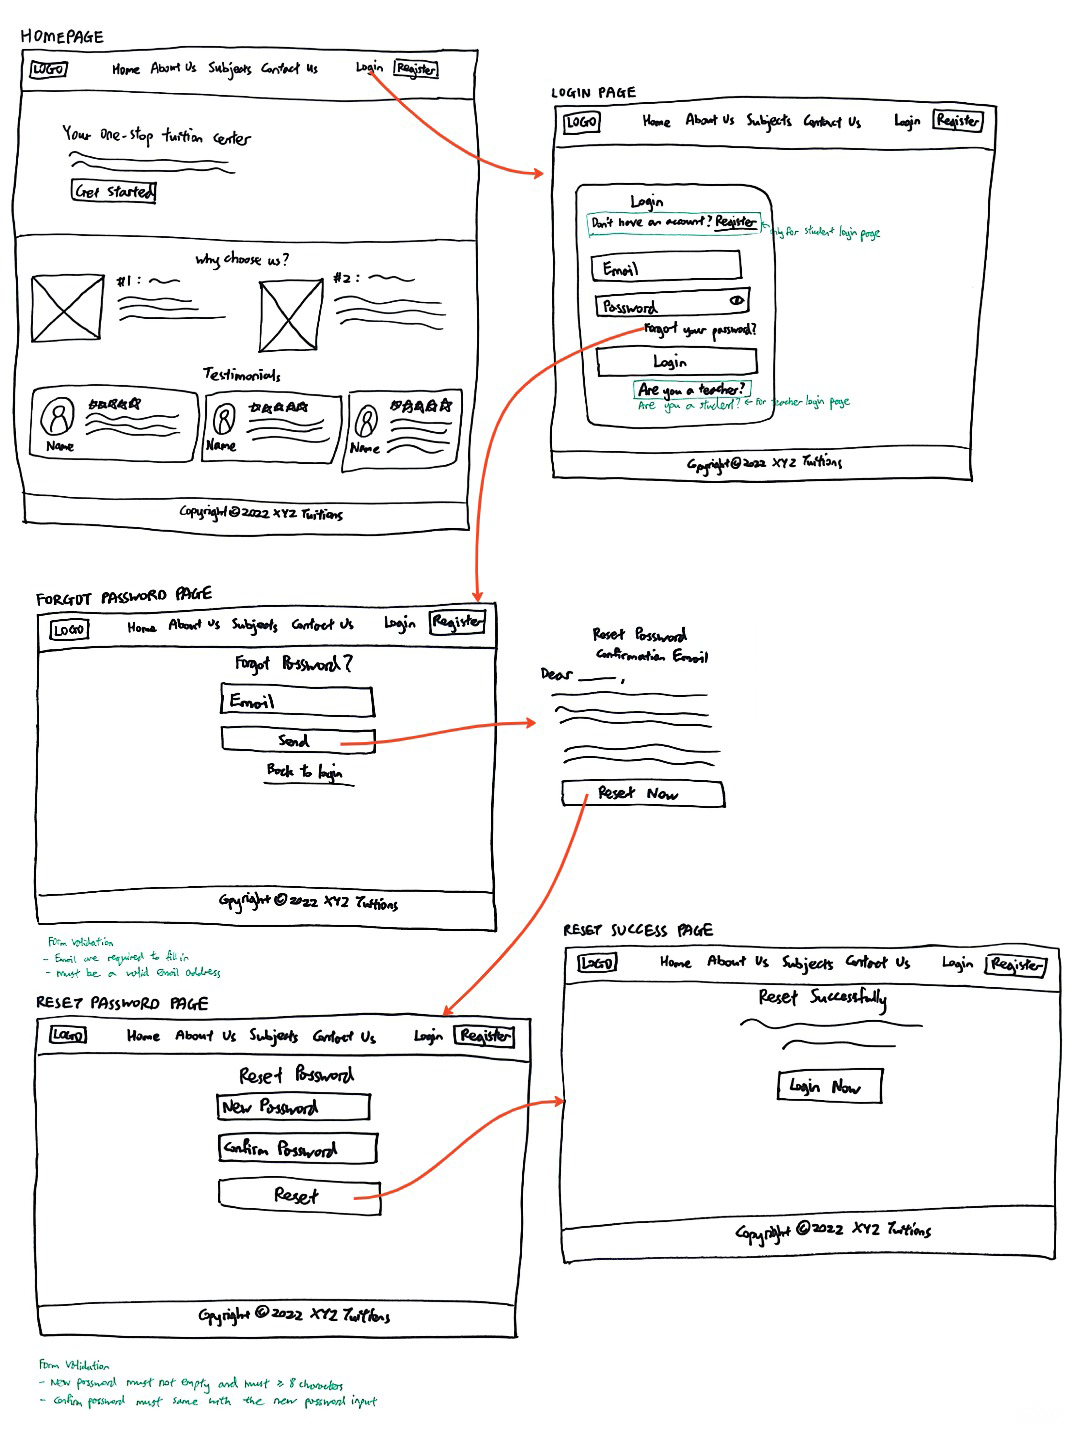 HOMEPAGE
LOGO Home About Us Subjects Contact Us Login Register
Your one-stop tuition center
Get Started
Why choose us?
#1 :
#2 :
Testimonials
Name
Name
Name
Copyright © 2022 XYZ Tuitions
LOGIN PAGE
LOGO Home About Us Subjects Contact Us Login Register
Login
Don't have an account? Register
only for student login page
Email
Password
Forgot your password?
Login
Are you a teacher?
Are you a student? ← for teacher login page
Copyright © 2022 XYZ Tuitions
FORGOT PASSWORD PAGE
LOGO Home About Us Subjects Contact Us Login Register
Forgot Password?
Email
Send
Back to login
Copyright © 2022 XYZ Tuitions
Form Validation
- Email are required to fill in
- must be a valid email address
Reset Password
Confirmation Email
Dear ____,
Reset Now
RESET PASSWORD PAGE
LOGO Home About Us Subjects Contact Us Login Register
Reset Password
New Password
Confirm Password
Reset
Copyright © 2022 XYZ Tuitions
Form Validation
- New password must not empty and must ≥ 8 characters
- Confirm password must same with the new password input
RESET SUCCESS PAGE
LOGO Home About Us Subjects Contact Us Login Register
Reset Successfully
Login Now
Copyright © 2022 XYZ Tuitions